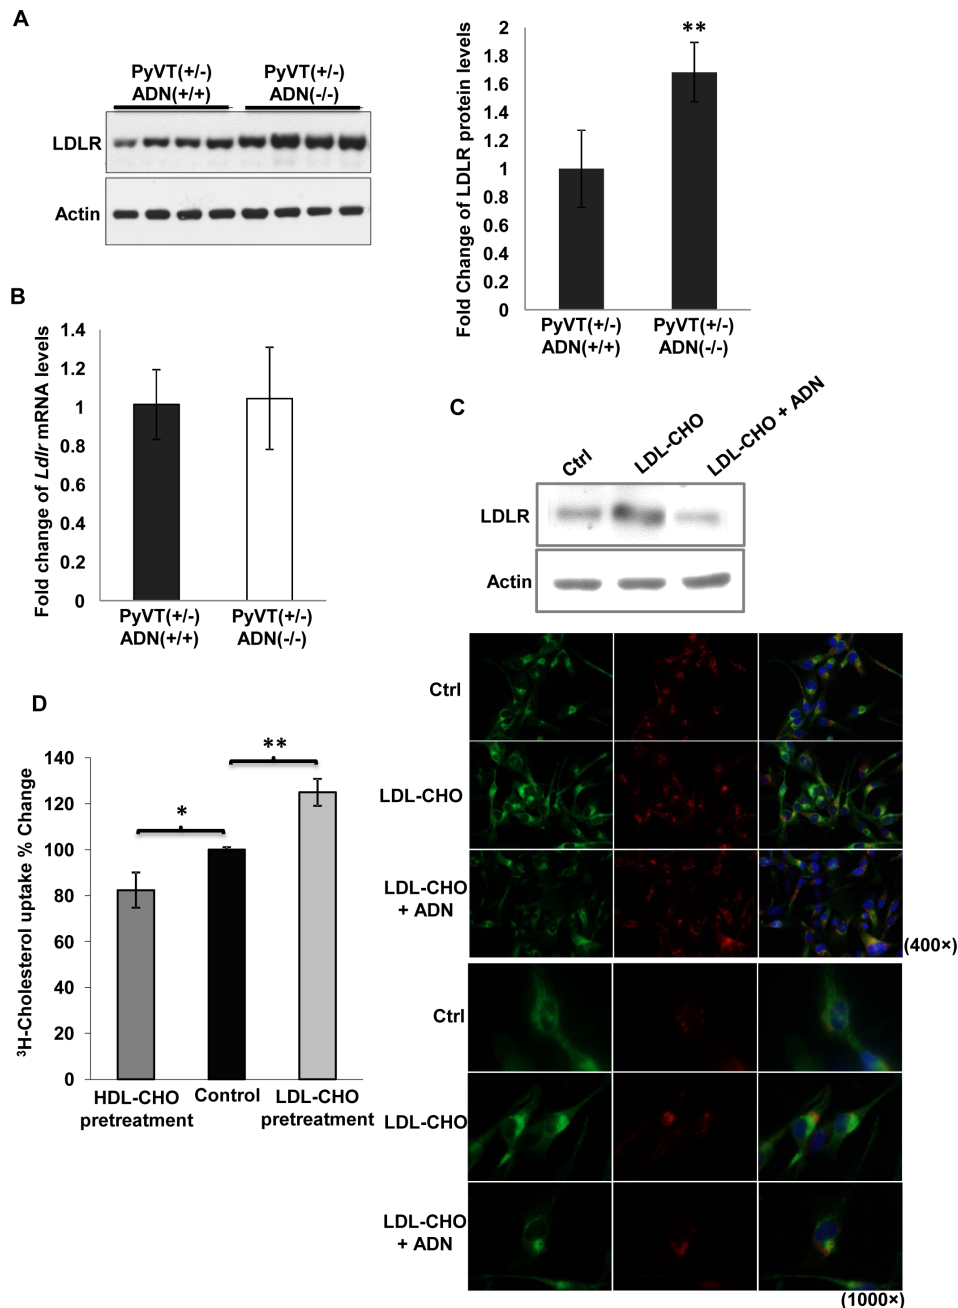 A
PyVT(+/-)
ADN(+/+)
PyVT(+/-)
ADN(-/-)
LDLR
Actin
Fold Change of LDLR protein levels
2
1.8
1.6
1.4
1.2
1
0.8
0.6
0.4
0.2
0
**
PyVT(+/-)
ADN(+/+)
PyVT(+/-)
ADN(-/-)
B
Fold change of Ldlr mRNA levels
1.4
1.2
1
0.8
0.6
0.4
0.2
0
PyVT(+/-)
ADN(+/+)
PyVT(+/-)
ADN(-/-)
C
Ctrl
LDL-CHO
LDL-CHO + ADN
LDLR
Actin
Ctrl
LDL-CHO
LDL-CHO
+ ADN
(400×)
Ctrl
LDL-CHO
LDL-CHO
+ ADN
(1000×)
D
³H-Cholesterol uptake % Change
140
120
100
80
60
40
20
0
*
**
HDL-CHO
pretreatment
Control
LDL-CHO
pretreatment